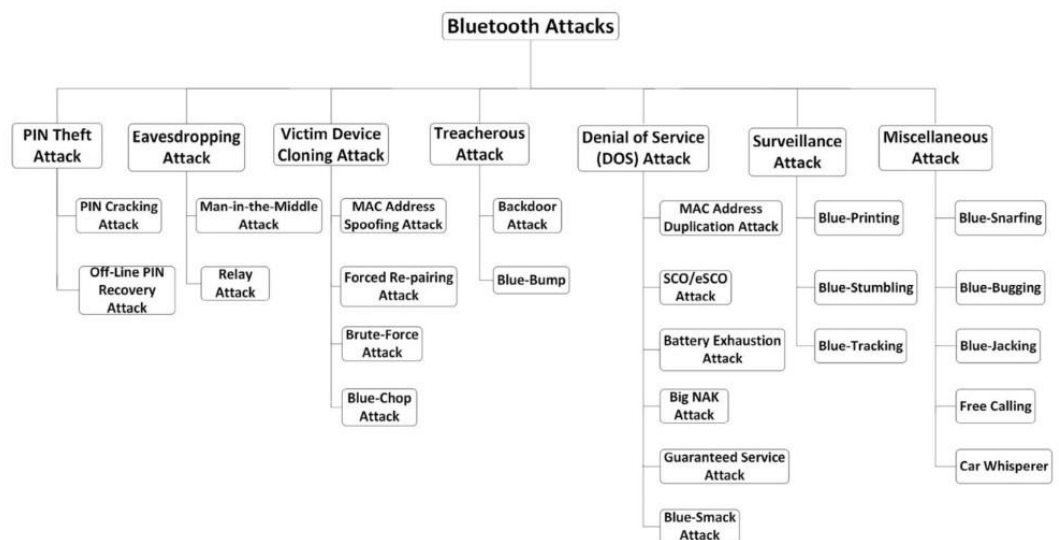 Bluetooth Attacks
PIN Theft
Attack
Eavesdropping
Attack
Victim Device
Cloning Attack
Treacherous
Attack
Denial of Service
(DOS) Attack
Surveillance
Attack
Miscellaneous
Attack
PIN Cracking
Attack
Off-Line PIN
Recovery
Attack
Man-in-the-Middle
Attack
Relay
Attack
MAC Address
Spoofing Attack
Forced Re-pairing
Attack
Brute-Force
Attack
Blue-Chop
Attack
Backdoor
Attack
Blue-Bump
MAC Address
Duplication Attack
SCO/eSCO
Attack
Battery Exhaustion
Attack
Big NAK
Attack
Guaranteed Service
Attack
Blue-Smack
Attack
Blue-Printing
Blue-Stumbling
Blue-Tracking
Blue-Snarfing
Blue-Bugging
Blue-Jacking
Free Calling
Car Whisperer